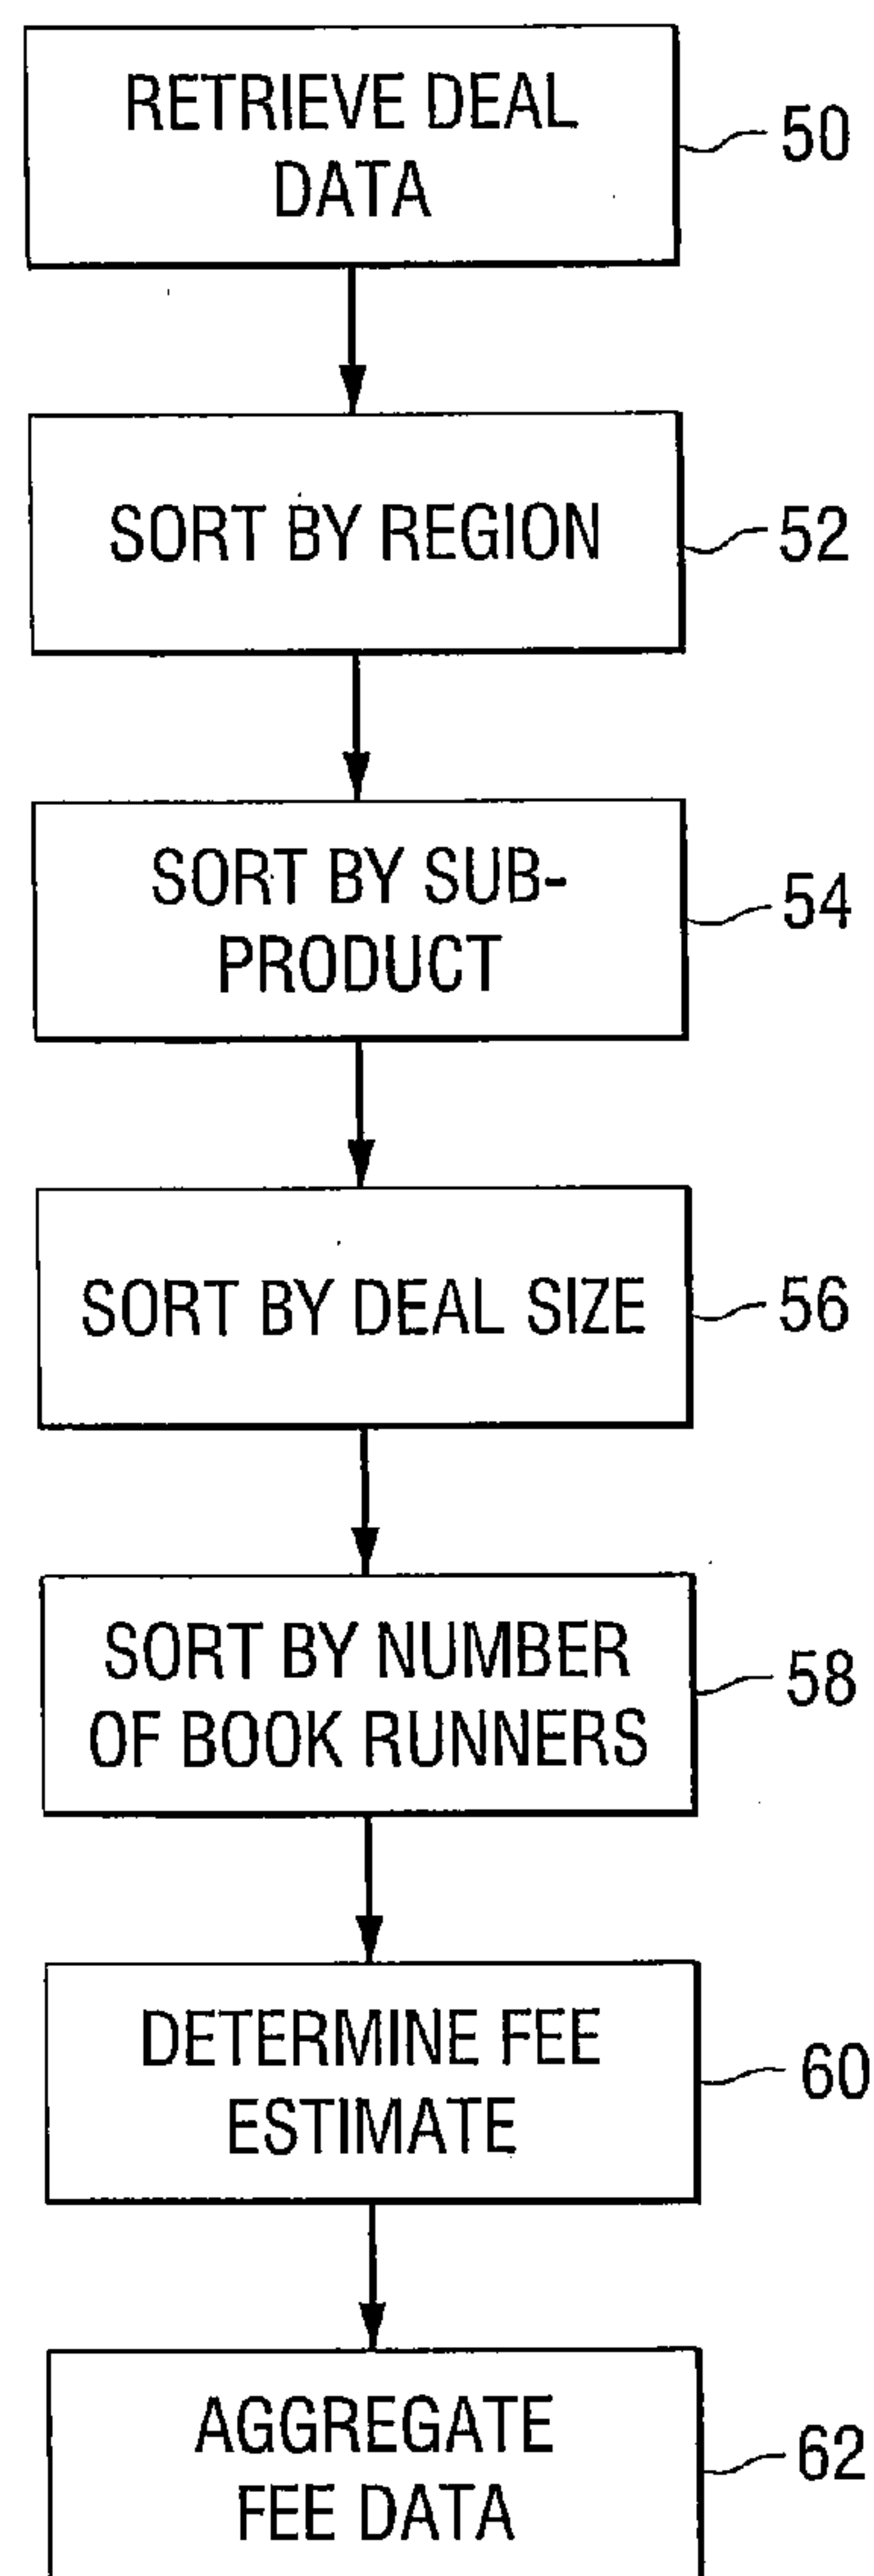 RETRIEVE DEAL
DATA
50
SORT BY REGION
52
SORT BY SUB-
PRODUCT
54
SORT BY DEAL SIZE
56
SORT BY NUMBER
OF BOOK RUNNERS
58
DETERMINE FEE
ESTIMATE
60
AGGREGATE
FEE DATA
62